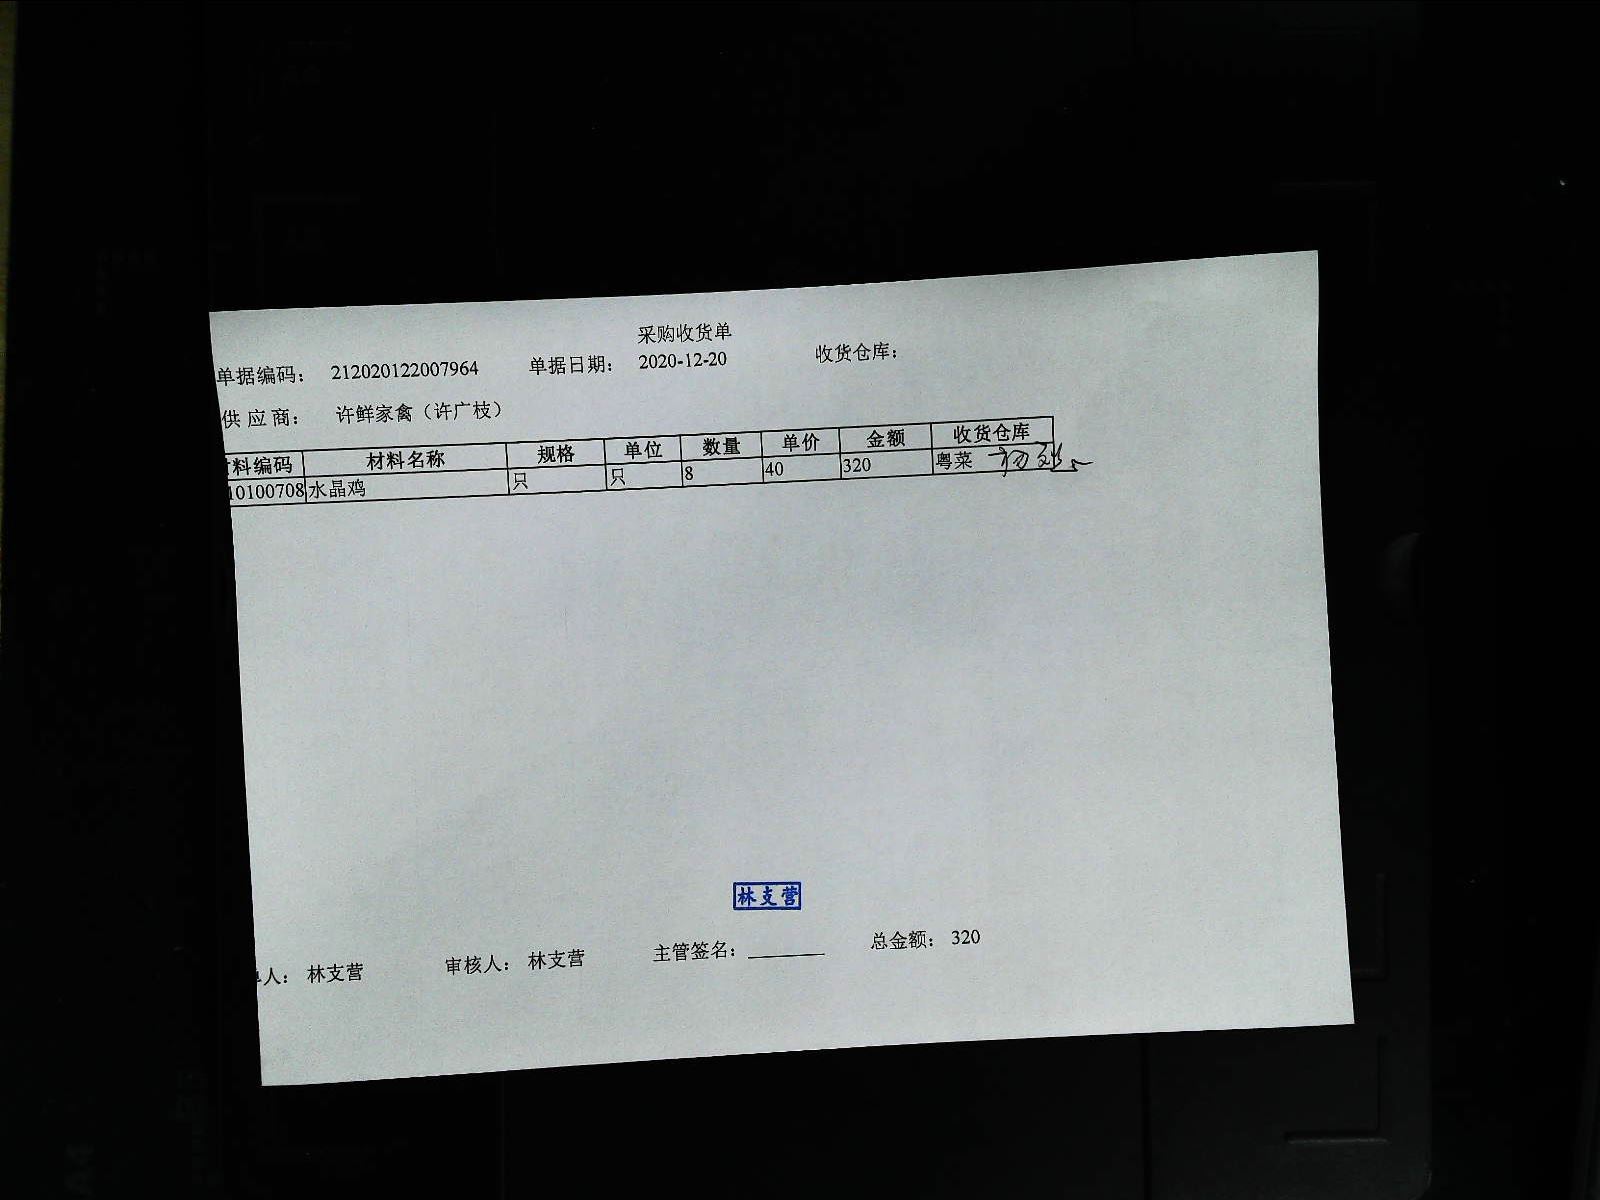 采购收货单
单据编码： 212020122007964 单据日期： 2020-12-20 收货仓库：
供 应 商： 许鲜家禽（许广枝）
料编码 材料名称 规格 单位 数量 单价 金额 收货仓库
10100708 水晶鸡 只 只 8 40 320 粤菜
林支营
人： 林支营 审核人： 林支营 主管签名： 总金额： 320